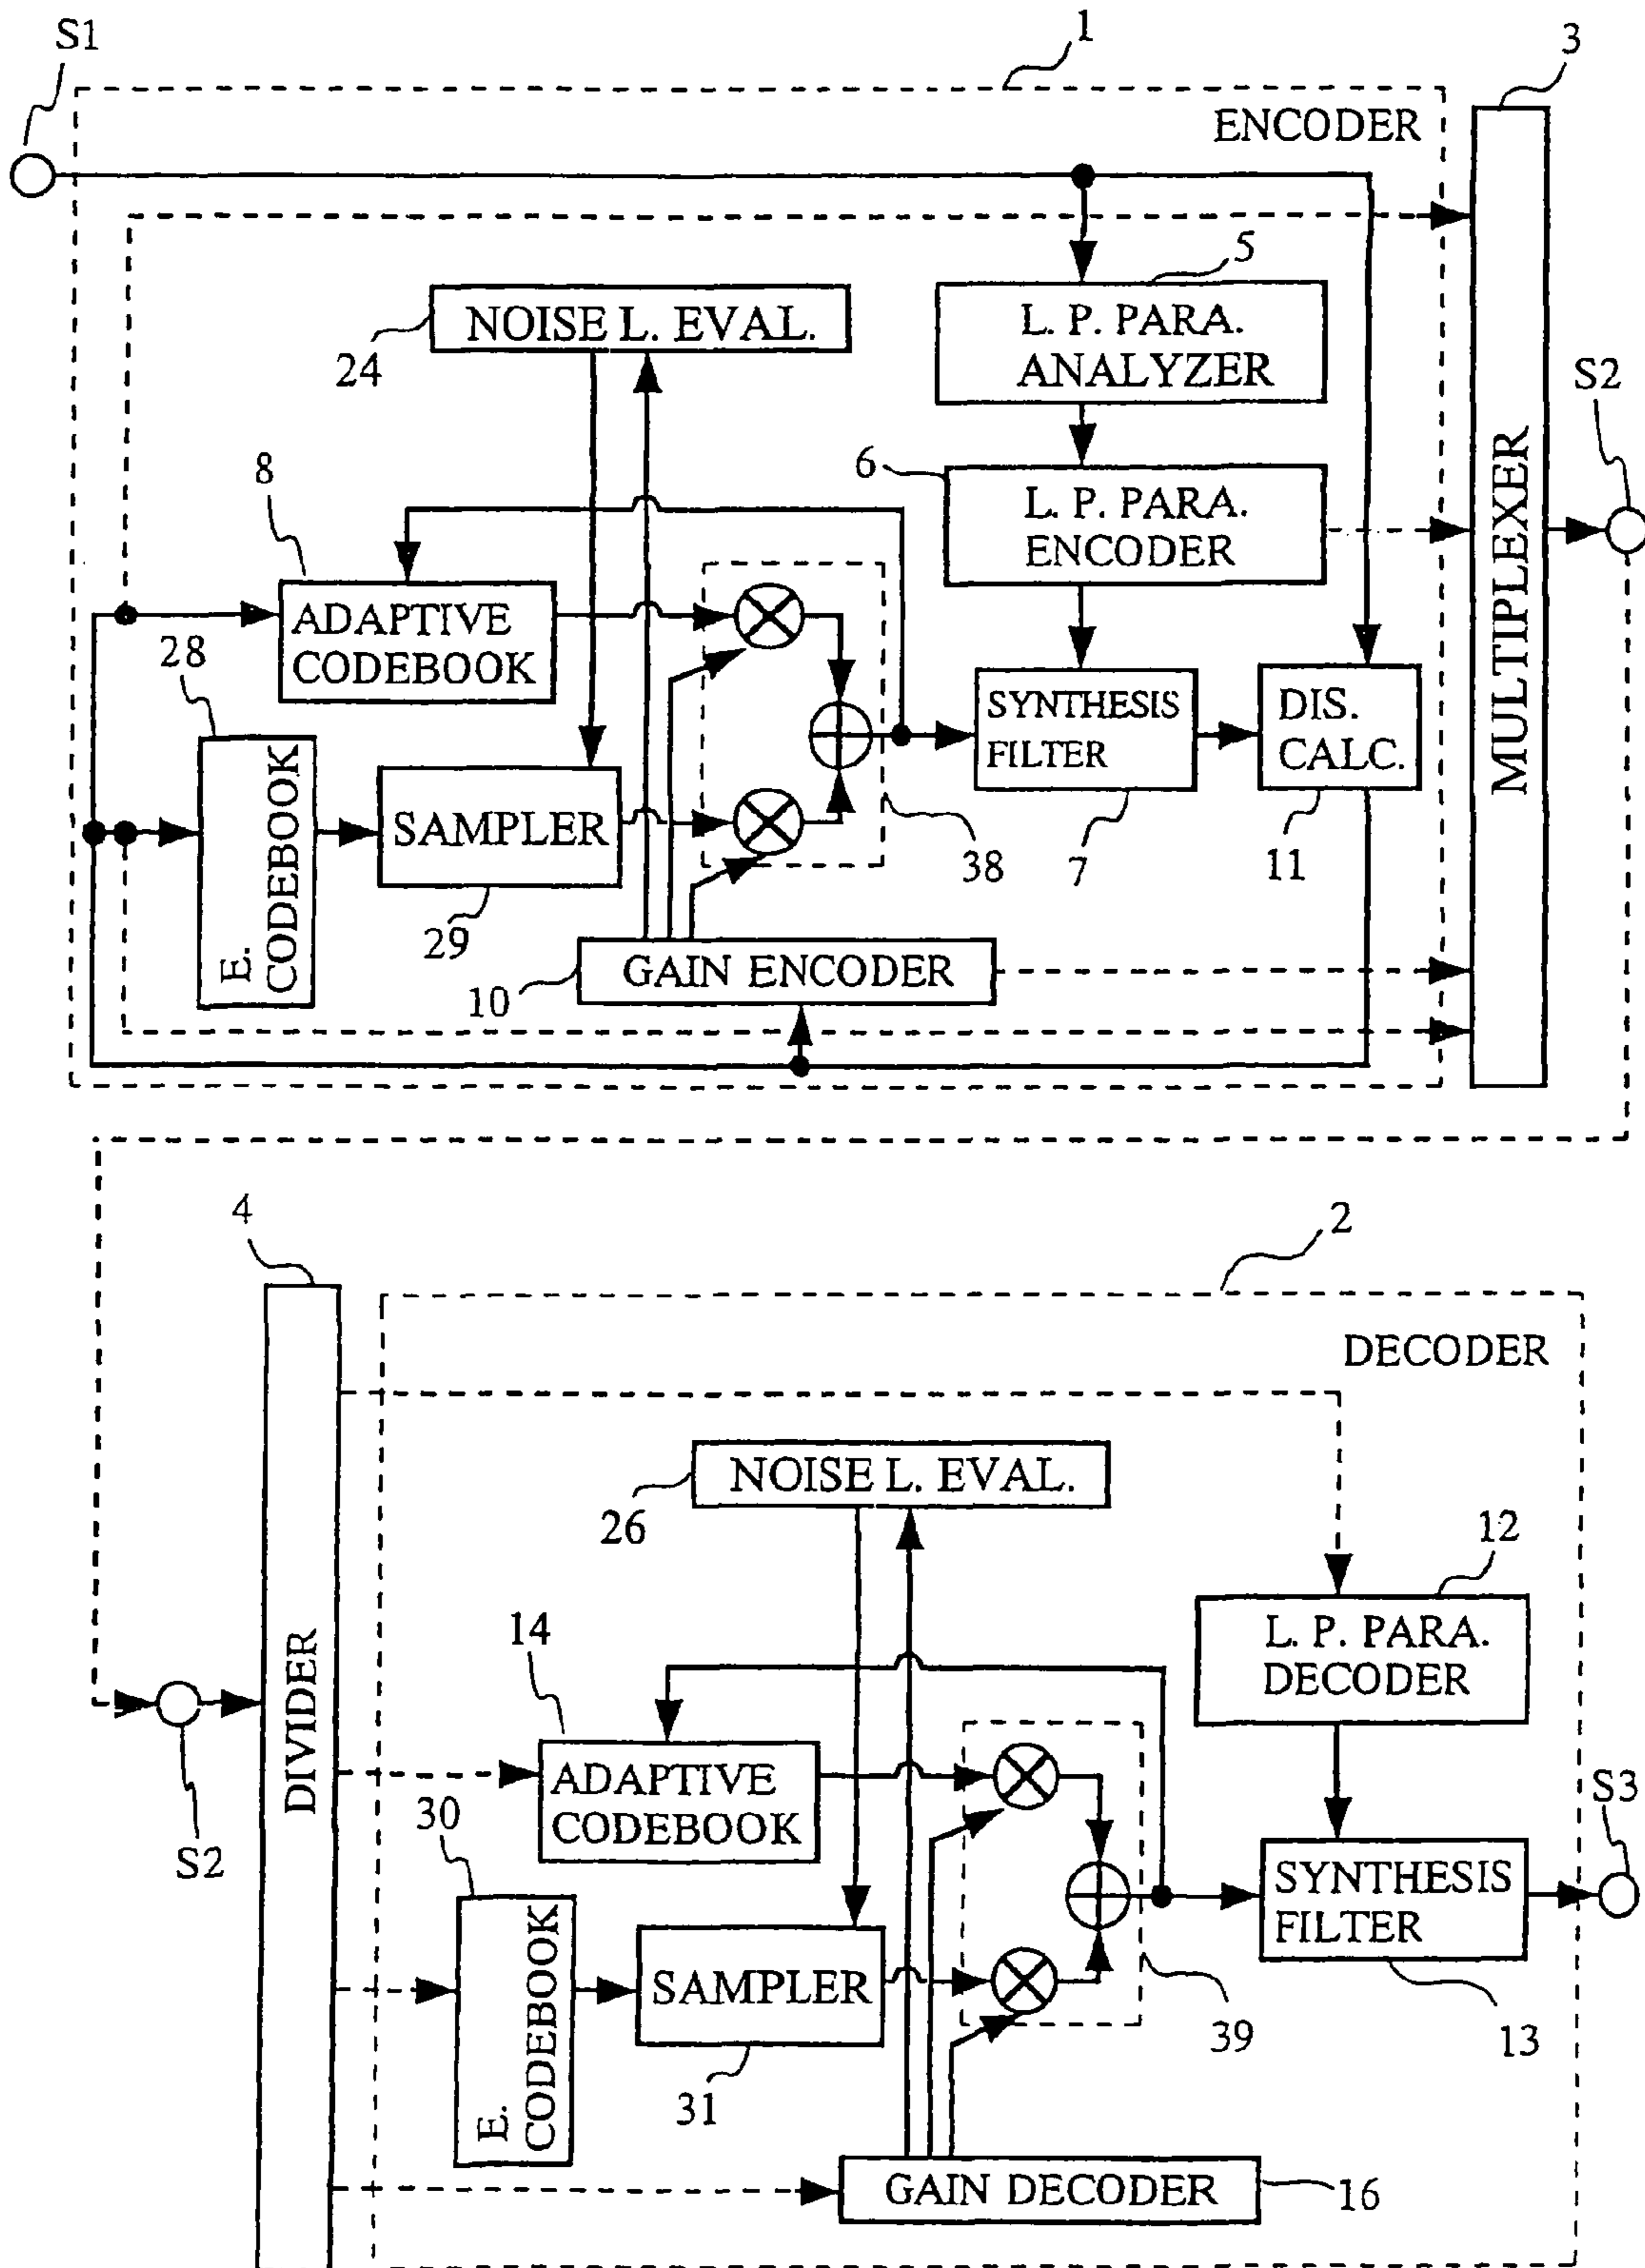 S1
1
3
ENCODER
5
NOISE L. EVAL.
24
L. P. PARA.
ANALYZER
S2
8
6
L. P. PARA.
ENCODER
MULTIPLEXER
ADAPTIVE
CODEBOOK
28
SYNTHESIS
FILTER
DIS.
CALC.
E.
CODEBOOK
SAMPLER
29
38
7
11
GAIN ENCODER
10
4
2
DECODER
NOISE L. EVAL.
26
12
L. P. PARA.
DECODER
14
DIVIDER
ADAPTIVE
CODEBOOK
S2
30
S3
SYNTHESIS
FILTER
E.
CODEBOOK
SAMPLER
31
39
13
GAIN DECODER
16